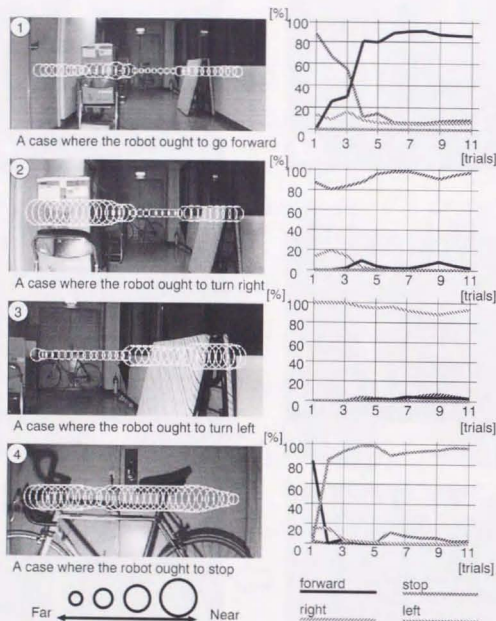 [%]
1
100
80
60
40
20
0
1 3 5 7 9 11
[trials]
A case where the robot ought to go forward
2
100
80
60
40
20
0
1 3 5 7 9 11
[trials]
A case where the robot ought to turn right
[%]
3
100
80
60
40
20
0
1 3 5 7 9 11
[trials]
A case where the robot ought to turn left
[%]
4
100
80
60
40
20
0
1 3 5 7 9 11
[trials]
A case where the robot ought to stop
Far Near
forward stop
right left